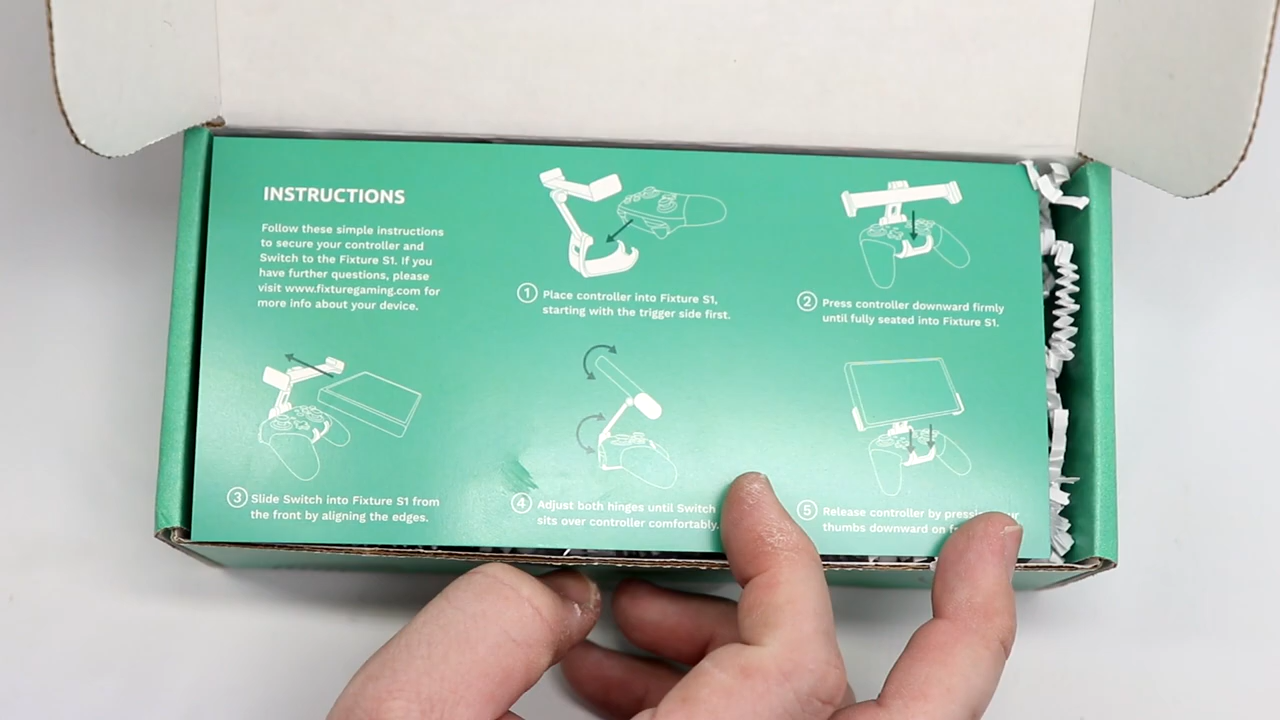 INSTRUCTIONS
Follow these simple instructions
to secure your controller and
Switch to the Fixture S1. If you
have further questions, please
visit www.fixturegaming.com for
more info about your device.
1 Place controller into Fixture S1,
starting with the trigger side first.
2 Press controller downward firmly
until fully seated into Fixture S1.
3 Slide Switch into Fixture S1 from
the front by aligning the edges.
4 Adjust both hinges until Switch
sits over controller comfortably.
5 Release controller by
thumbs downward on